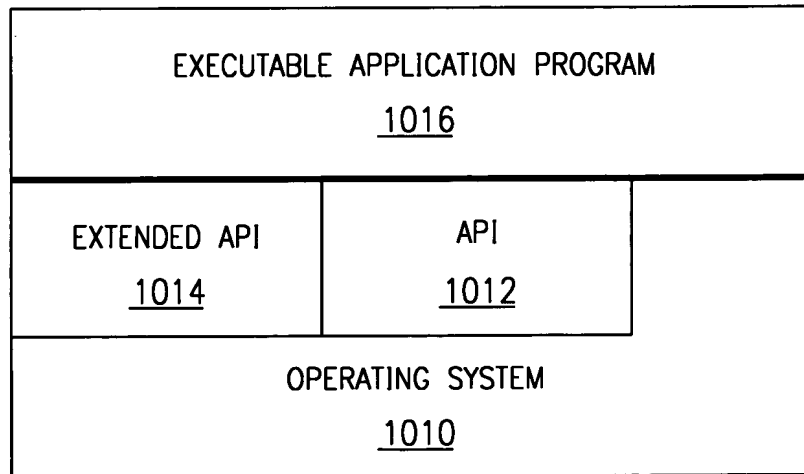 EXECUTABLE APPLICATION PROGRAM
1016
EXTENDED API
1014
API
1012
OPERATING SYSTEM
1010